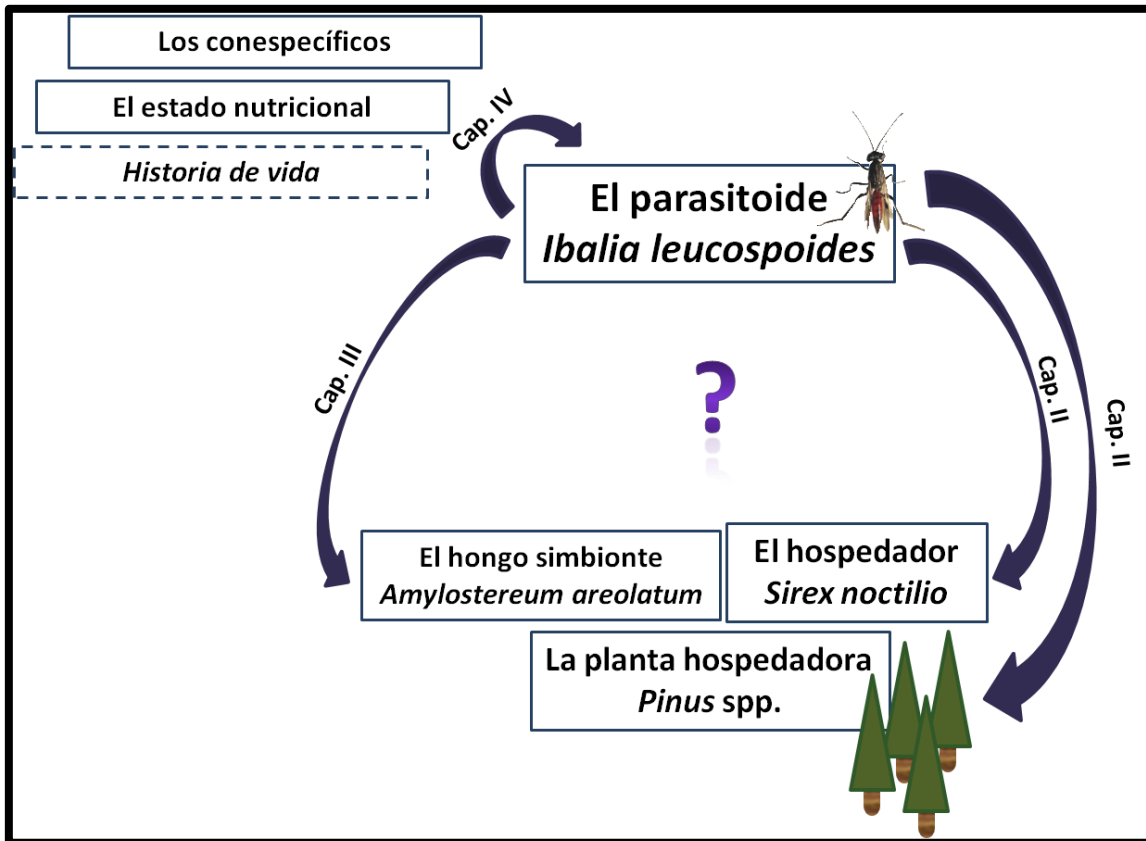 Los conespecíficos
El estado nutricional
Historia de vida
Cap. IV
El parasitoide
Ibalia leucospoides
Cap. III
?
Cap. II
Cap. II
El hongo simbionte
Amylostereum areolatum
El hospedador
Sirex noctilio
La planta hospedadora
Pinus spp.